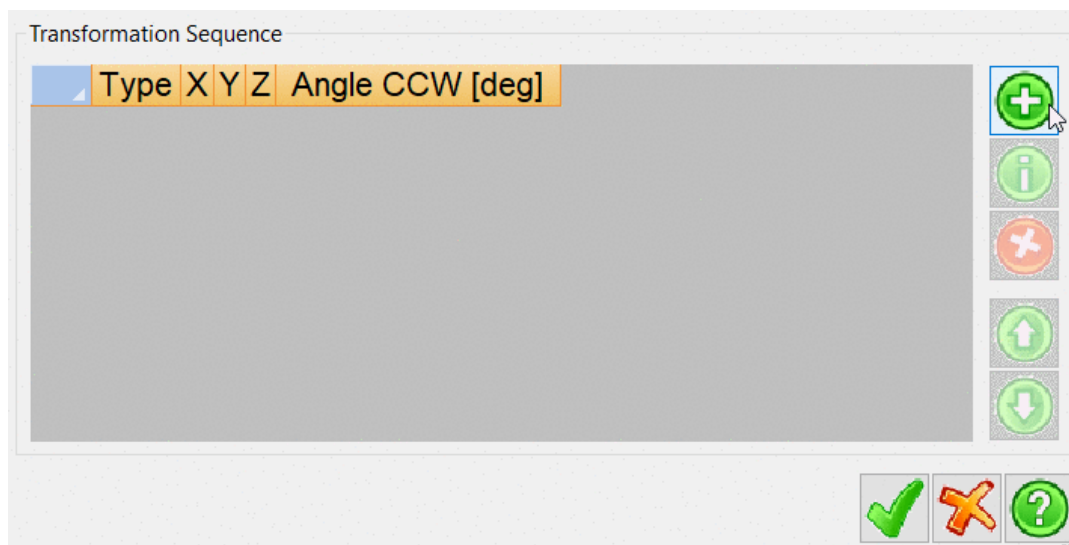 Transformation Sequence
Type X Y Z Angle CCW [deg]